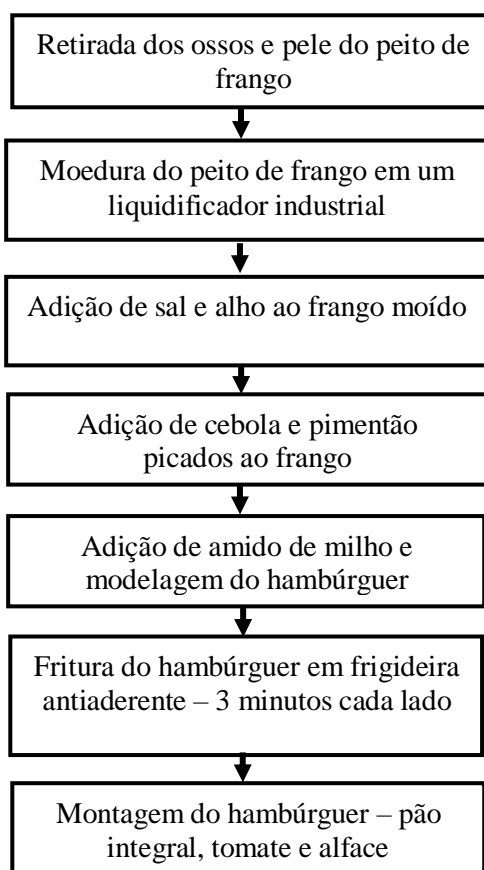 Retirada dos ossos e pele do peito de
frango
Moedura do peito de frango em um
liquidificador industrial
Adição de sal e alho ao frango moído
Adição de cebola e pimentão
picados ao frango
Adição de amido de milho e
modelagem do hambúrguer
Fritura do hambúrguer em frigideira
antiaderente – 3 minutos cada lado
Montagem do hambúrguer – pão
integral, tomate e alface